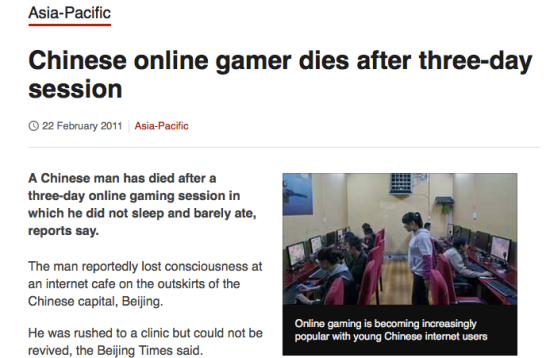 Asia-Pacific
Chinese online gamer dies after three-day
session
22 February 2011 Asia-Pacific
A Chinese man has died after a
three-day online gaming session in
which he did not sleep and barely ate,
reports say.
The man reportedly lost consciousness at
an internet cafe on the outskirts of the
Chinese capital, Beijing.
He was rushed to a clinic but could not be
revived, the Beijing Times said.
Online gaming is becoming increasingly
popular with young Chinese internet users